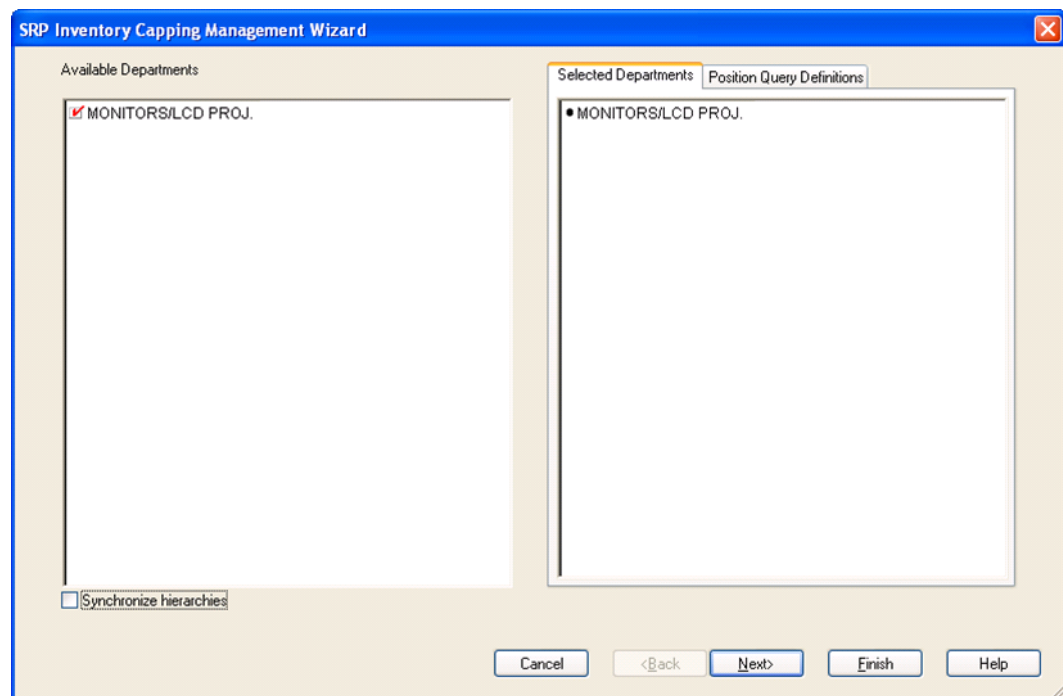 SRP Inventory Capping Management Wizard
Available Departments
Selected Departments
Position Query Definitions
MONITORS/LCD PROJ.
MONITORS/LCD PROJ.
Synchronize hierarchies
Cancel
<Back
Next>
Finish
Help